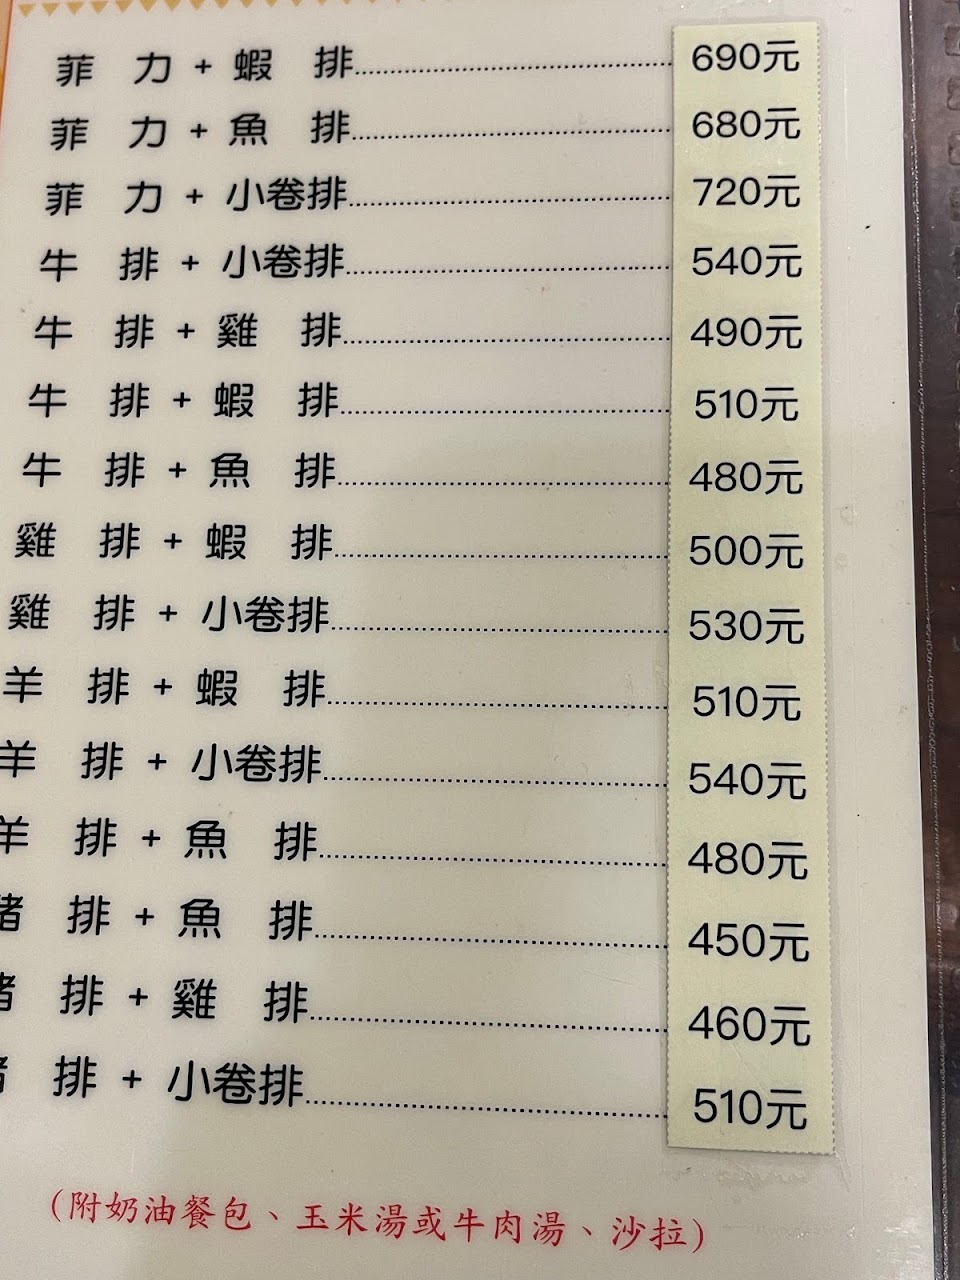 菲 力 + 蝦 排 690元
菲 力 + 魚 排 680元
菲 力 + 小卷排 720元
牛 排 + 小卷排 540元
牛 排 + 雞 排 490元
牛 排 + 蝦 排 510元
牛 排 + 魚 排 480元
雞 排 + 蝦 排 500元
雞 排 + 小卷排 530元
羊 排 + 蝦 排 510元
羊 排 + 小卷排 540元
羊 排 + 魚 排 480元
豬 排 + 魚 排 450元
豬 排 + 雞 排 460元
排 + 小卷排 510元
(附奶油餐包、玉米湯或牛肉湯、沙拉)